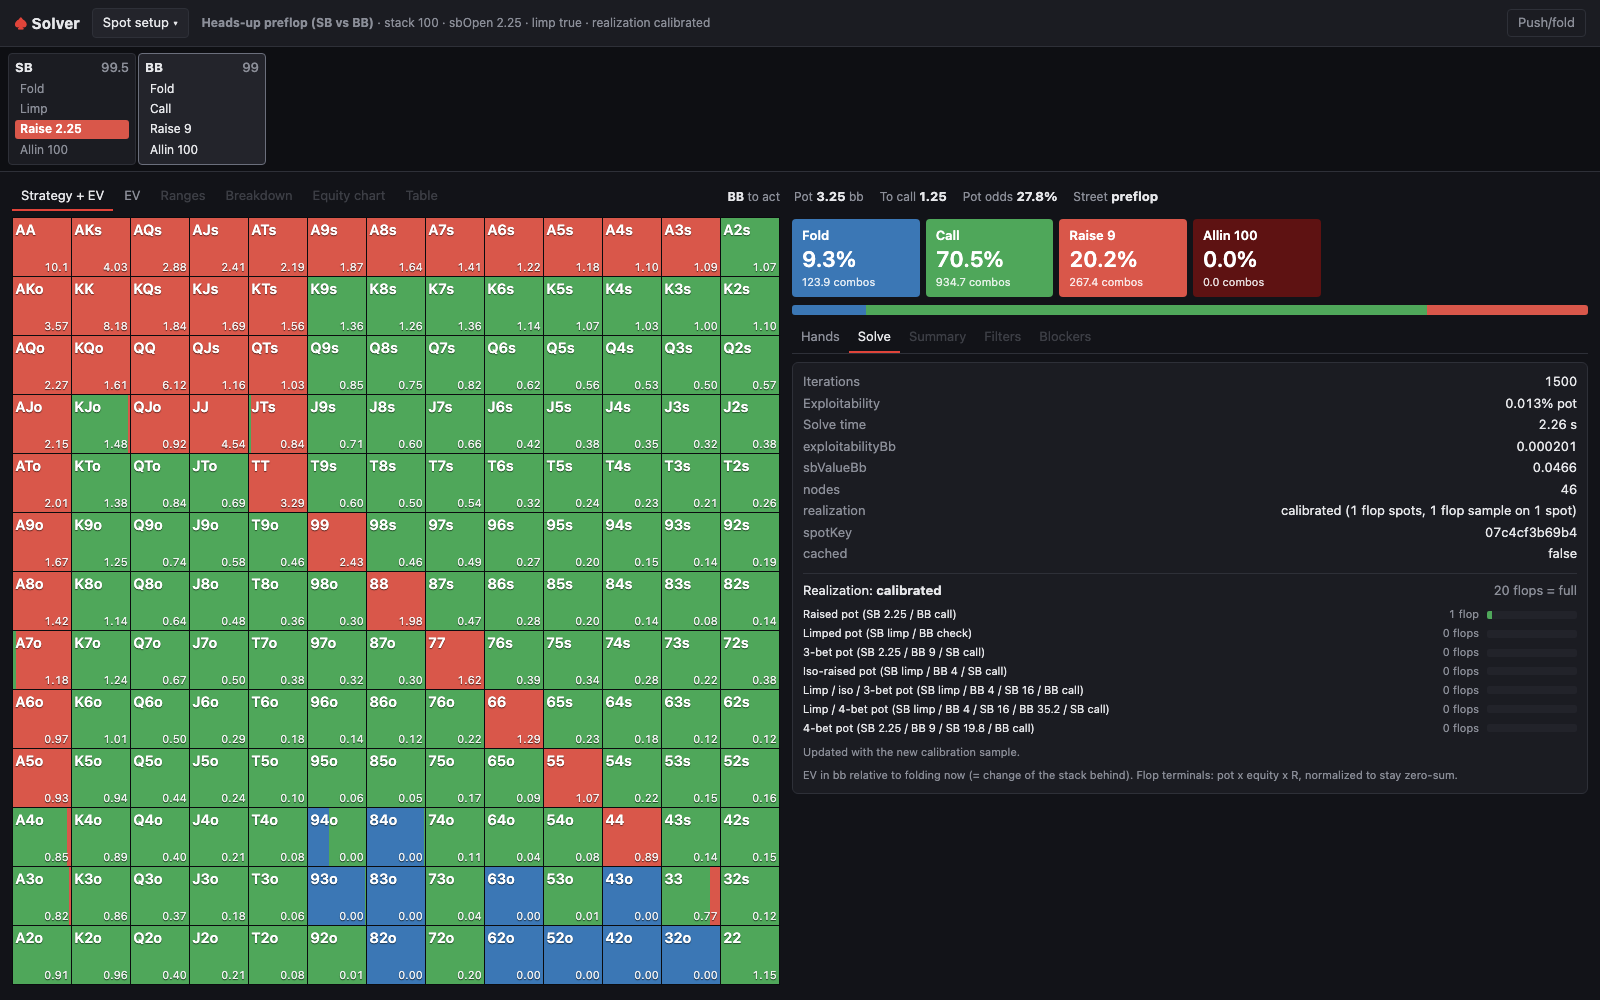 Solver
Spot setup ▾
Heads-up preflop (SB vs BB) · stack 100 · sbOpen 2.25 · limp true · realization calibrated
Push/fold
SB 99.5
Fold
Limp
Raise 2.25
Allin 100
BB 99
Fold
Call
Raise 9
Allin 100
Strategy + EV EV Ranges Breakdown Equity chart Table
BB to act Pot 3.25 bb To call 1.25 Pot odds 27.8% Street preflop
AA AKs AQs AJs ATs A9s A8s A7s A6s A5s A4s A3s A2s
10.1 4.03 2.88 2.41 2.19 1.87 1.64 1.41 1.22 1.18 1.10 1.09 1.07
AKo KK KQs KJs KTs K9s K8s K7s K6s K5s K4s K3s K2s
3.57 8.18 1.84 1.69 1.56 1.36 1.26 1.36 1.14 1.07 1.03 1.00 1.10
AQo KQo QQ QJs QTs Q9s Q8s Q7s Q6s Q5s Q4s Q3s Q2s
2.27 1.61 6.12 1.16 1.03 0.85 0.75 0.82 0.62 0.56 0.53 0.50 0.57
AJo KJo QJo JJ JTs J9s J8s J7s J6s J5s J4s J3s J2s
2.15 1.48 0.92 4.54 0.84 0.71 0.60 0.66 0.42 0.38 0.35 0.32 0.38
ATo KTo QTo JTo TT T9s T8s T7s T6s T5s T4s T3s T2s
2.01 1.38 0.84 0.69 3.29 0.60 0.50 0.54 0.32 0.24 0.23 0.21 0.26
A9o K9o Q9o J9o T9o 99 98s 97s 96s 95s 94s 93s 92s
1.67 1.25 0.74 0.58 0.46 2.43 0.46 0.49 0.27 0.20 0.15 0.14 0.19
A8o K8o Q8o J8o T8o 98o 88 87s 86s 85s 84s 83s 82s
1.42 1.14 0.64 0.48 0.36 0.30 1.98 0.47 0.28 0.20 0.14 0.08 0.14
A7o K7o Q7o J7o T7o 97o 87o 77 76s 75s 74s 73s 72s
1.18 1.24 0.67 0.50 0.38 0.32 0.30 1.62 0.39 0.34 0.28 0.22 0.38
A6o K6o Q6o J6o T6o 96o 86o 76o 66 65s 64s 63s 62s
0.97 1.01 0.50 0.29 0.18 0.14 0.12 0.22 1.29 0.23 0.18 0.12 0.12
A5o K5o Q5o J5o T5o 95o 85o 75o 65o 55 54s 53s 52s
0.93 0.94 0.44 0.24 0.10 0.06 0.05 0.17 0.09 1.07 0.22 0.15 0.16
A4o K4o Q4o J4o T4o 94o 84o 74o 64o 54o 44 43s 42s
0.85 0.89 0.40 0.21 0.08 0.00 0.00 0.11 0.04 0.08 0.89 0.14 0.15
A3o K3o Q3o J3o T3o 93o 83o 73o 63o 53o 43o 33 32s
0.82 0.86 0.37 0.18 0.06 0.00 0.00 0.04 0.00 0.01 0.00 0.77 0.12
A2o K2o Q2o J2o T2o 92o 82o 72o 62o 52o 42o 32o 22
0.91 0.96 0.40 0.21 0.08 0.01 0.00 0.20 0.00 0.00 0.00 0.00 1.15
Fold
9.3%
123.9 combos
Call
70.5%
934.7 combos
Raise 9
20.2%
267.4 combos
Allin 100
0.0%
0.0 combos
Hands Solve Summary Filters Blockers
Iterations 1500
Exploitability 0.013% pot
Solve time 2.26 s
exploitabilityBb 0.000201
sbValueBb 0.0466
nodes 46
realization calibrated (1 flop spots, 1 flop sample on 1 spot)
spotKey 07c4cf3b69b4
cached false
Realization: calibrated 20 flops = full
Raised pot (SB 2.25 / BB call) 1 flop
Limped pot (SB limp / BB check) 0 flops
3-bet pot (SB 2.25 / BB 9 / SB call) 0 flops
Iso-raised pot (SB limp / BB 4 / SB call) 0 flops
Limp / iso / 3-bet pot (SB limp / BB 4 / SB 16 / BB call) 0 flops
Limp / 4-bet pot (SB limp / BB 4 / SB 16 / BB 35.2 / SB call) 0 flops
4-bet pot (SB 2.25 / BB 9 / SB 19.8 / BB call) 0 flops
Updated with the new calibration sample.
EV in bb relative to folding now (= change of the stack behind). Flop terminals: pot x equity x R, normalized to stay zero-sum.